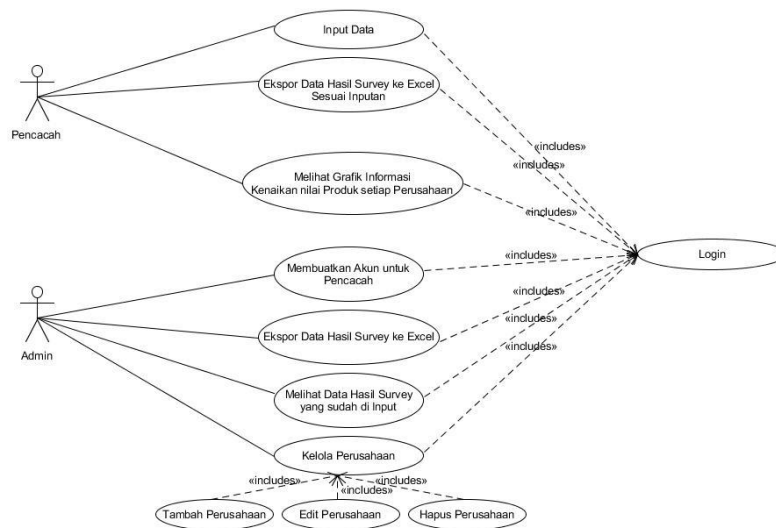 Input Data
Ekspor Data Hasil Survey ke Excel
Sesuai Inputan
Pencacah
«includes»
«includes»
Melihat Grafik Informasi
Kenaikan nilai Produk setiap Perusahaan
«includes»
Membuatkan Akun untuk
Pencacah
«includes»
Login
«includes»
Ekspor Data Hasil Survey ke Excel
«includes»
Admin
«includes»
Melihat Data Hasil Survey
yang sudah di Input
Kelola Perusahaan
«includes»
«includes»
«includes»
Tambah Perusahaan
Edit Perusahaan
Hapus Perusahaan